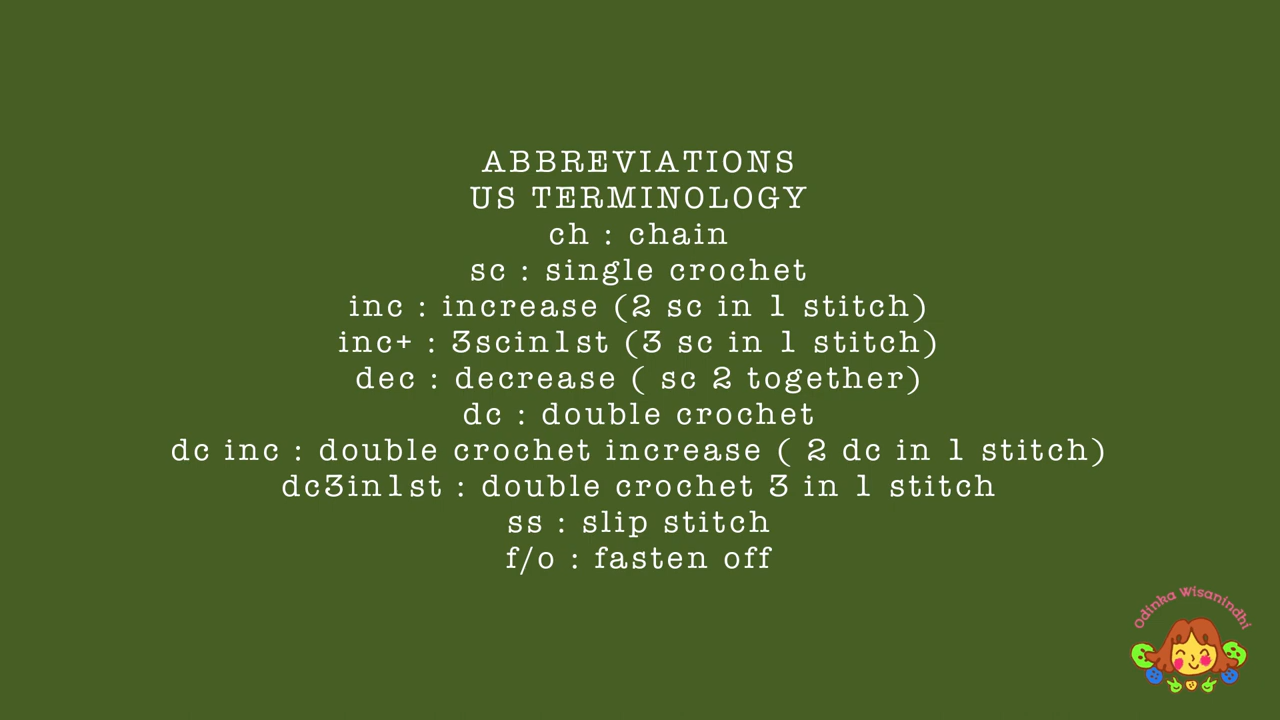 ABBREVIATIONS
US TERMINOLOGY
ch : chain
sc : single crochet
inc : increase (2 sc in 1 stitch)
inc+ : 3scin1st (3 sc in 1 stitch)
dec : decrease ( sc 2 together)
dc : double crochet
dc inc : double crochet increase ( 2 dc in 1 stitch)
dc3in1st : double crochet 3 in 1 stitch
ss : slip stitch
f/o : fasten off
Odinka Wisanindhi